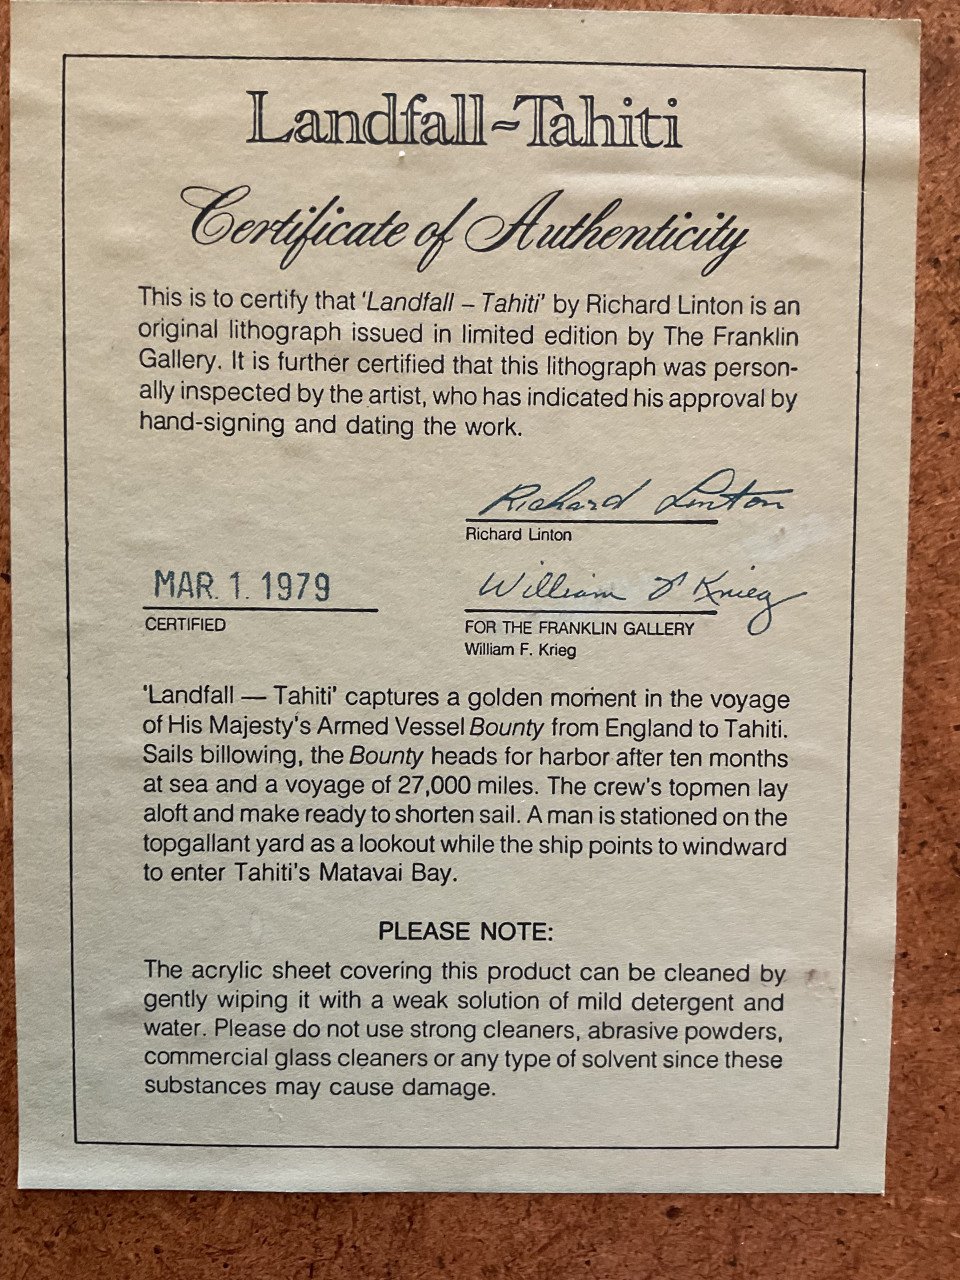 Landfall~Tahiti
Certificate of Authenticity
This is to certify that 'Landfall – Tahiti' by Richard Linton is an
original lithograph issued in limited edition by The Franklin
Gallery. It is further certified that this lithograph was person-
ally inspected by the artist, who has indicated his approval by
hand-signing and dating the work.
Richard Linton
Richard Linton
MAR. 1. 1979
CERTIFIED
William F Krieg
FOR THE FRANKLIN GALLERY
William F. Krieg
'Landfall — Tahiti' captures a golden moment in the voyage
of His Majesty's Armed Vessel Bounty from England to Tahiti.
Sails billowing, the Bounty heads for harbor after ten months
at sea and a voyage of 27,000 miles. The crew's topmen lay
aloft and make ready to shorten sail. A man is stationed on the
topgallant yard as a lookout while the ship points to windward
to enter Tahiti's Matavai Bay.
PLEASE NOTE:
The acrylic sheet covering this product can be cleaned by
gently wiping it with a weak solution of mild detergent and
water. Please do not use strong cleaners, abrasive powders,
commercial glass cleaners or any type of solvent since these
substances may cause damage.